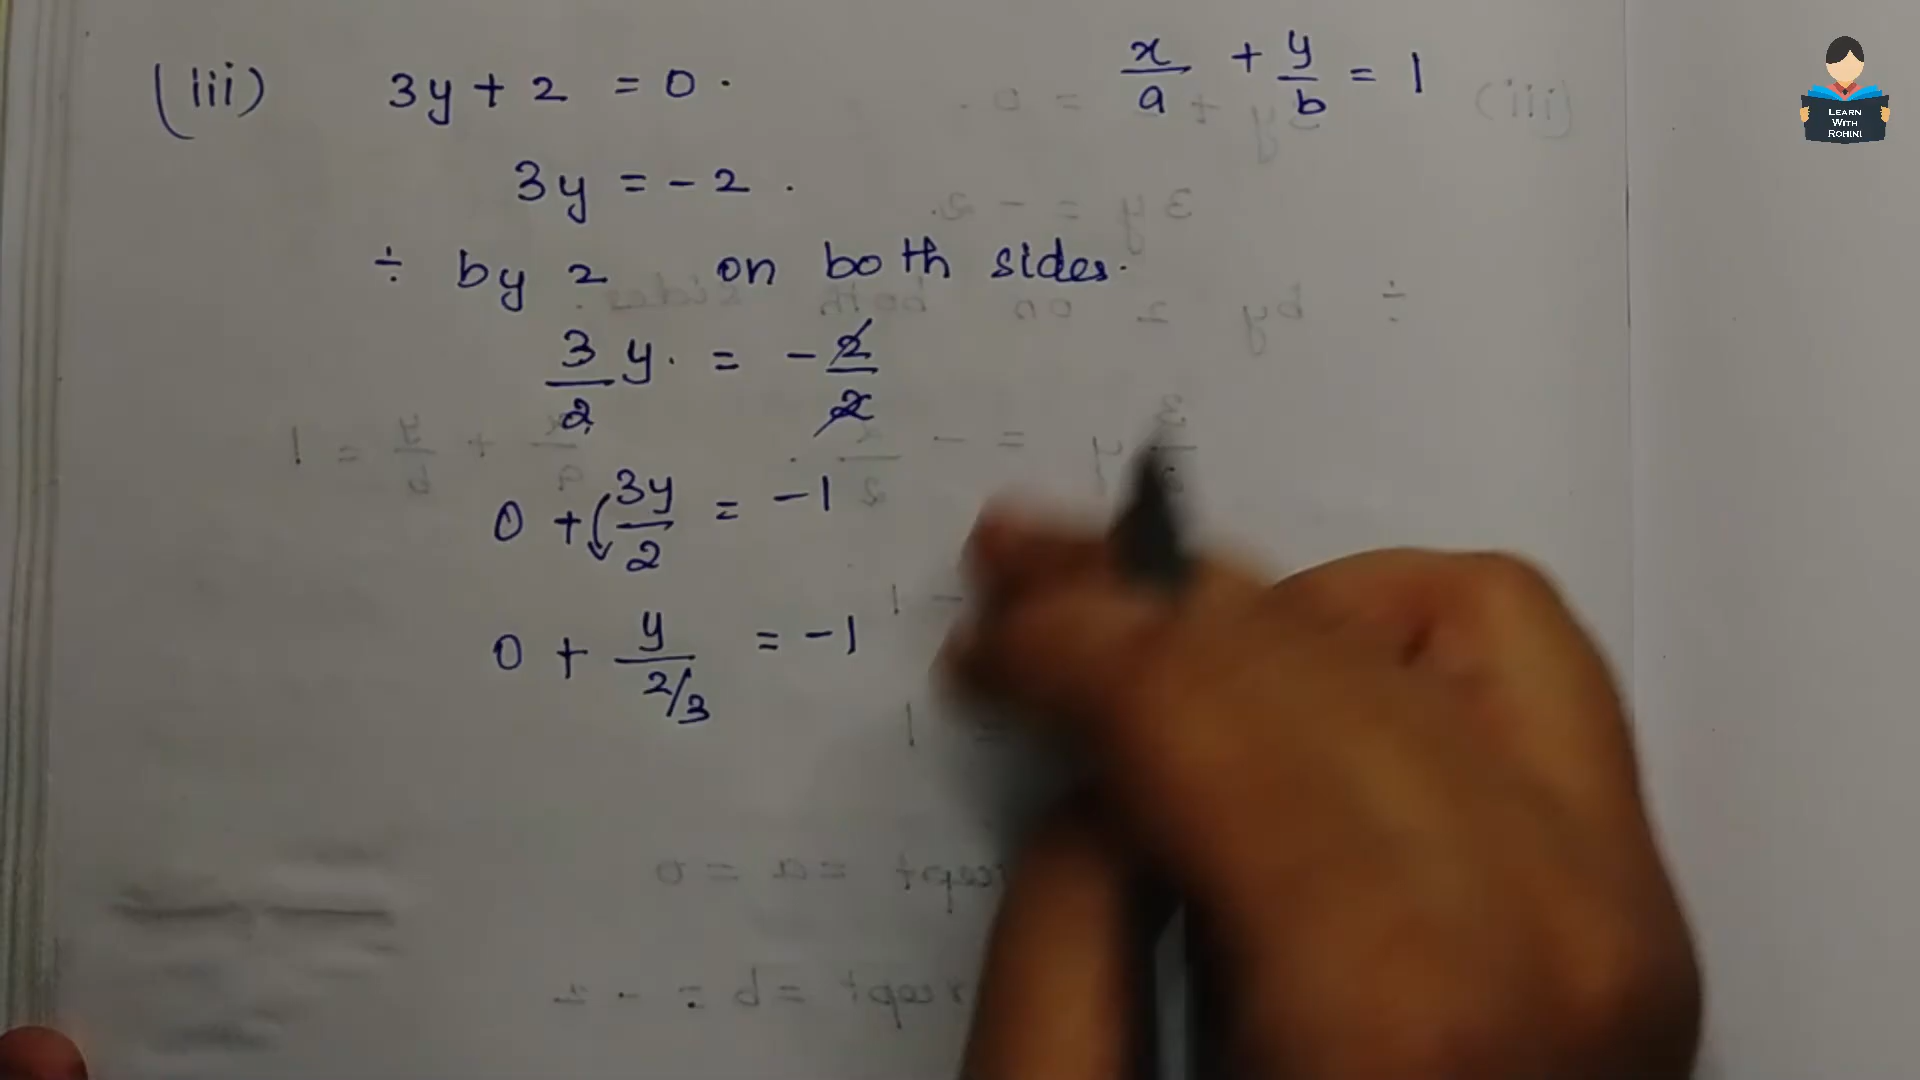 (iii) 3y + 2 = 0.
x/a + y/b = 1
3y = -2.
÷ by 2 on both sides.
3/2 y. = -2/2
0 + 3y/2 = -1
0 + y/2/3 = -1
LEARN
WITH
ROHINI